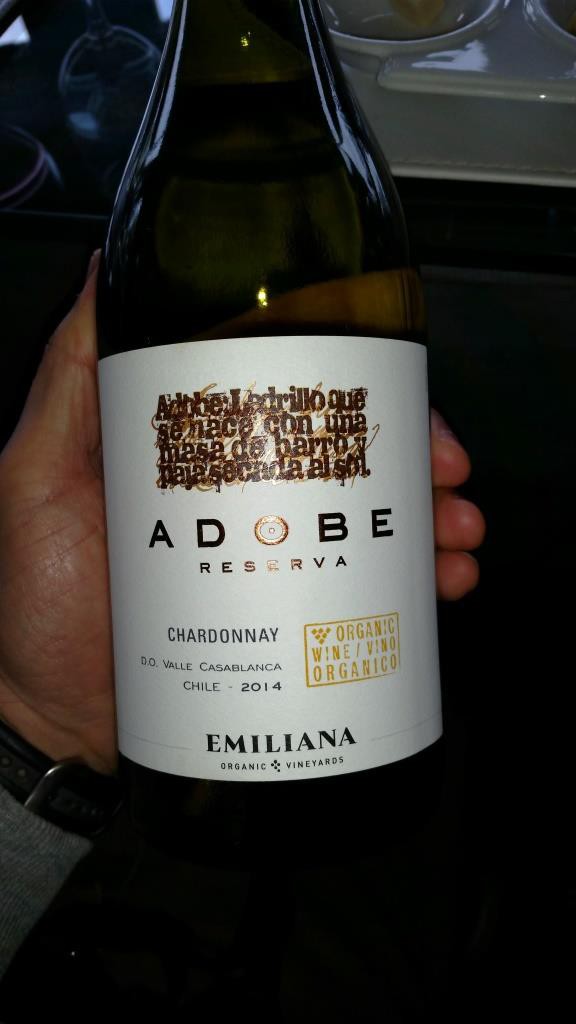 Adobe: Ladrillo que
se hace con una
masa de barro y
paja secada al sol.
ADOBE
RESERVA
CHARDONNAY
D.O. VALLE CASABLANCA
CHILE - 2014
ORGANIC
WINE / VINO
ORGANICO
EMILIANA
ORGANIC VINEYARDS